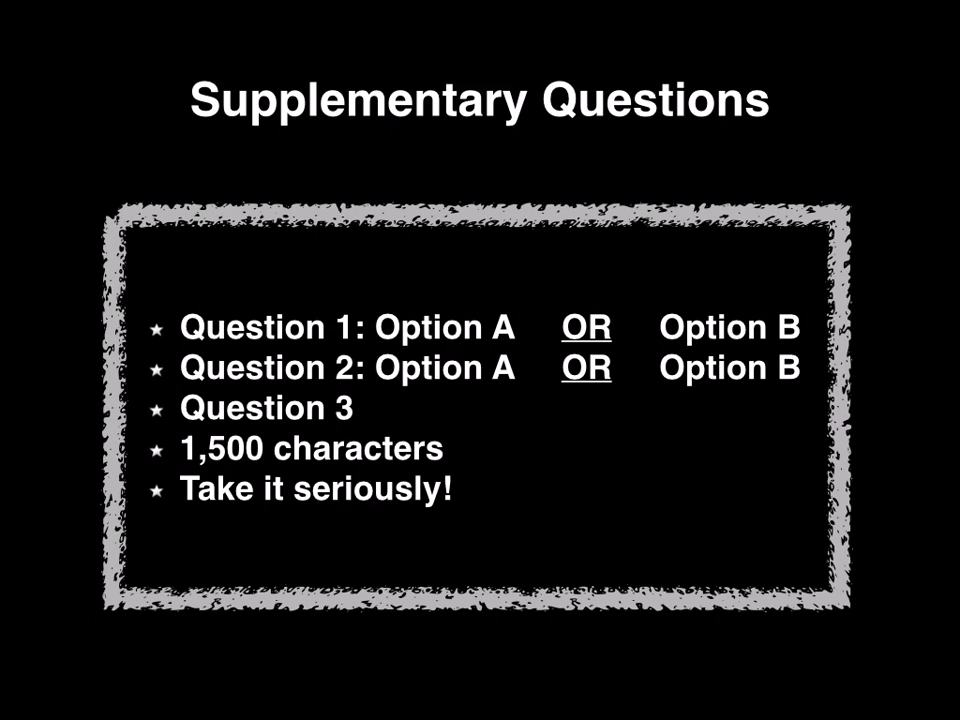 Supplementary Questions
Question 1: Option A OR Option B
Question 2: Option A OR Option B
Question 3
1,500 characters
Take it seriously!